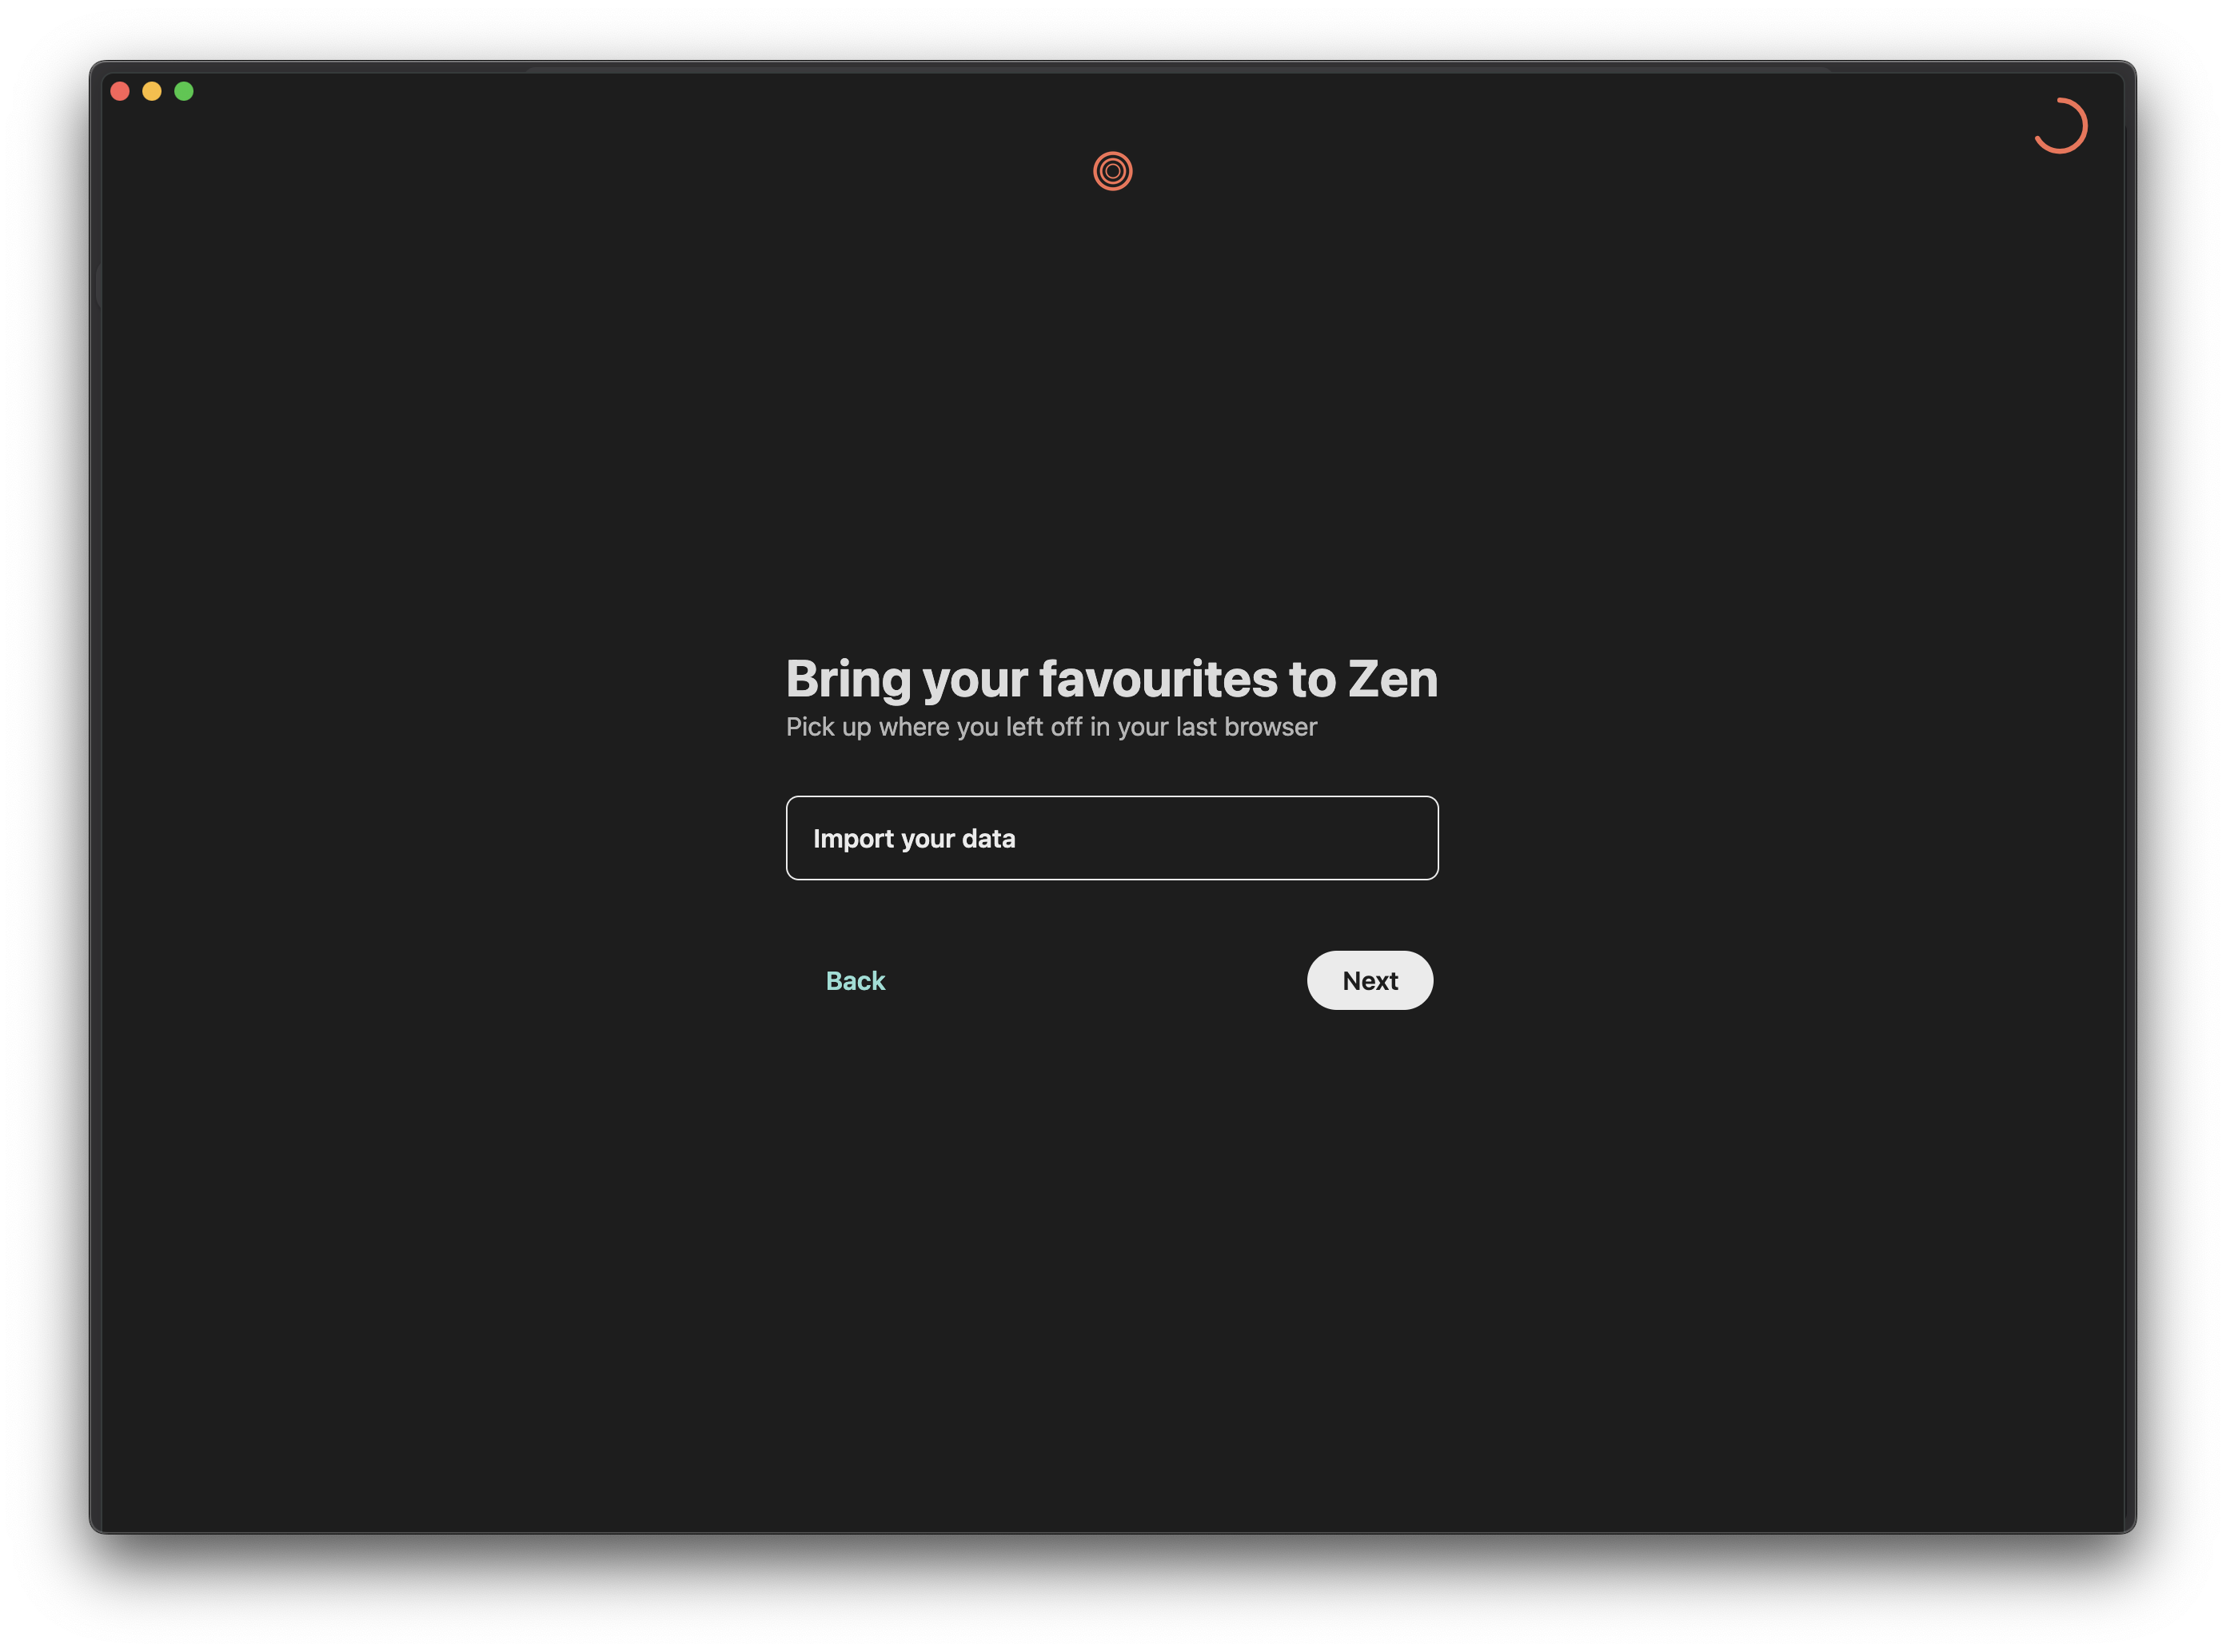 Bring your favourites to Zen
Pick up where you left off in your last browser
Import your data
Back
Next